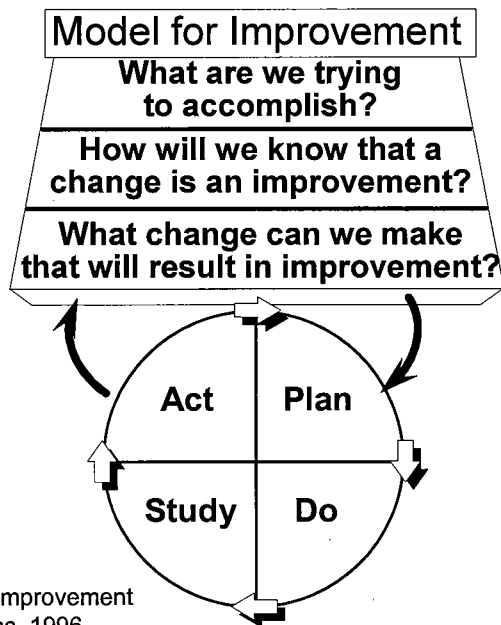 Model for Improvement
What are we trying
to accomplish?
How will we know that a
change is an improvement?
What change can we make
that will result in improvement?
Act Plan
Study Do
mprovement
1996